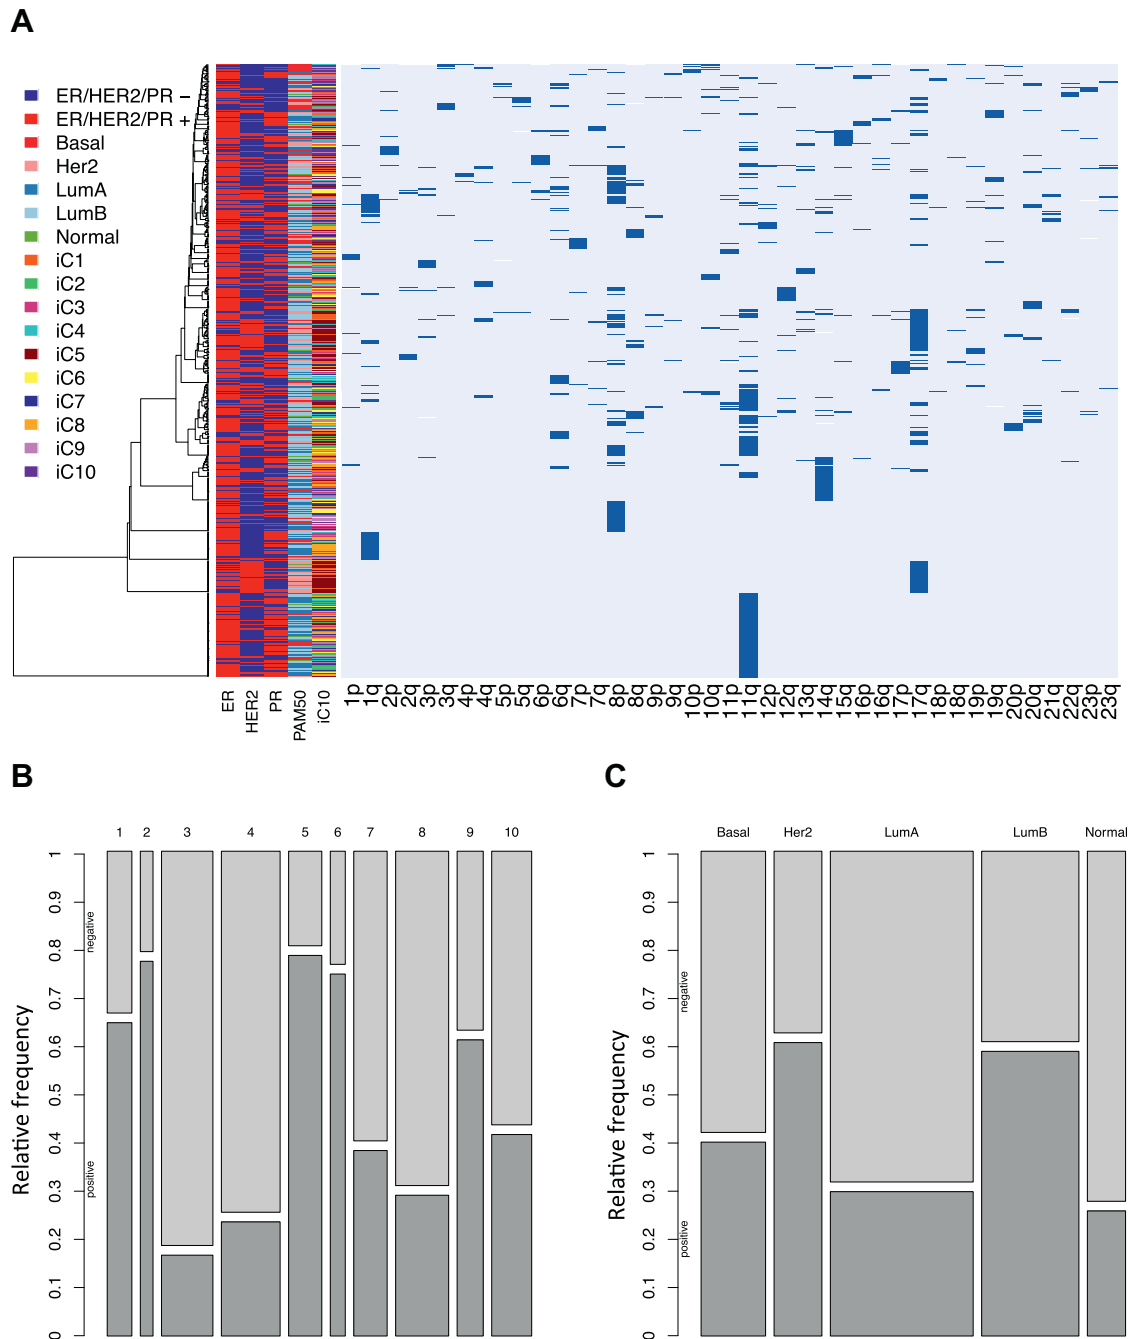 A
ER/HER2/PR –
ER/HER2/PR +
Basal
Her2
LumA
LumB
Normal
iC1
iC2
iC3
iC4
iC5
iC6
iC7
iC8
iC9
iC10
ER
HER2
PR
PAM50
iC10
1p
1q
2p
2q
3p
3q
4p
4q
5p
5q
6p
6q
7p
7q
8p
8q
9p
9q
10p
10q
11p
11q
12p
12q
13q
14q
15q
16p
16q
17p
17q
18p
18q
19p
19q
20p
20q
21q
22q
23p
23q
B
1 2 3 4 5 6 7 8 9 10
Relative frequency
0 0.1 0.2 0.3 0.4 0.5 0.6 0.7 0.8 0.9 1
positive negative
C
Basal Her2 LumA LumB Normal
Relative frequency
0 0.1 0.2 0.3 0.4 0.5 0.6 0.7 0.8 0.9 1
positive negative